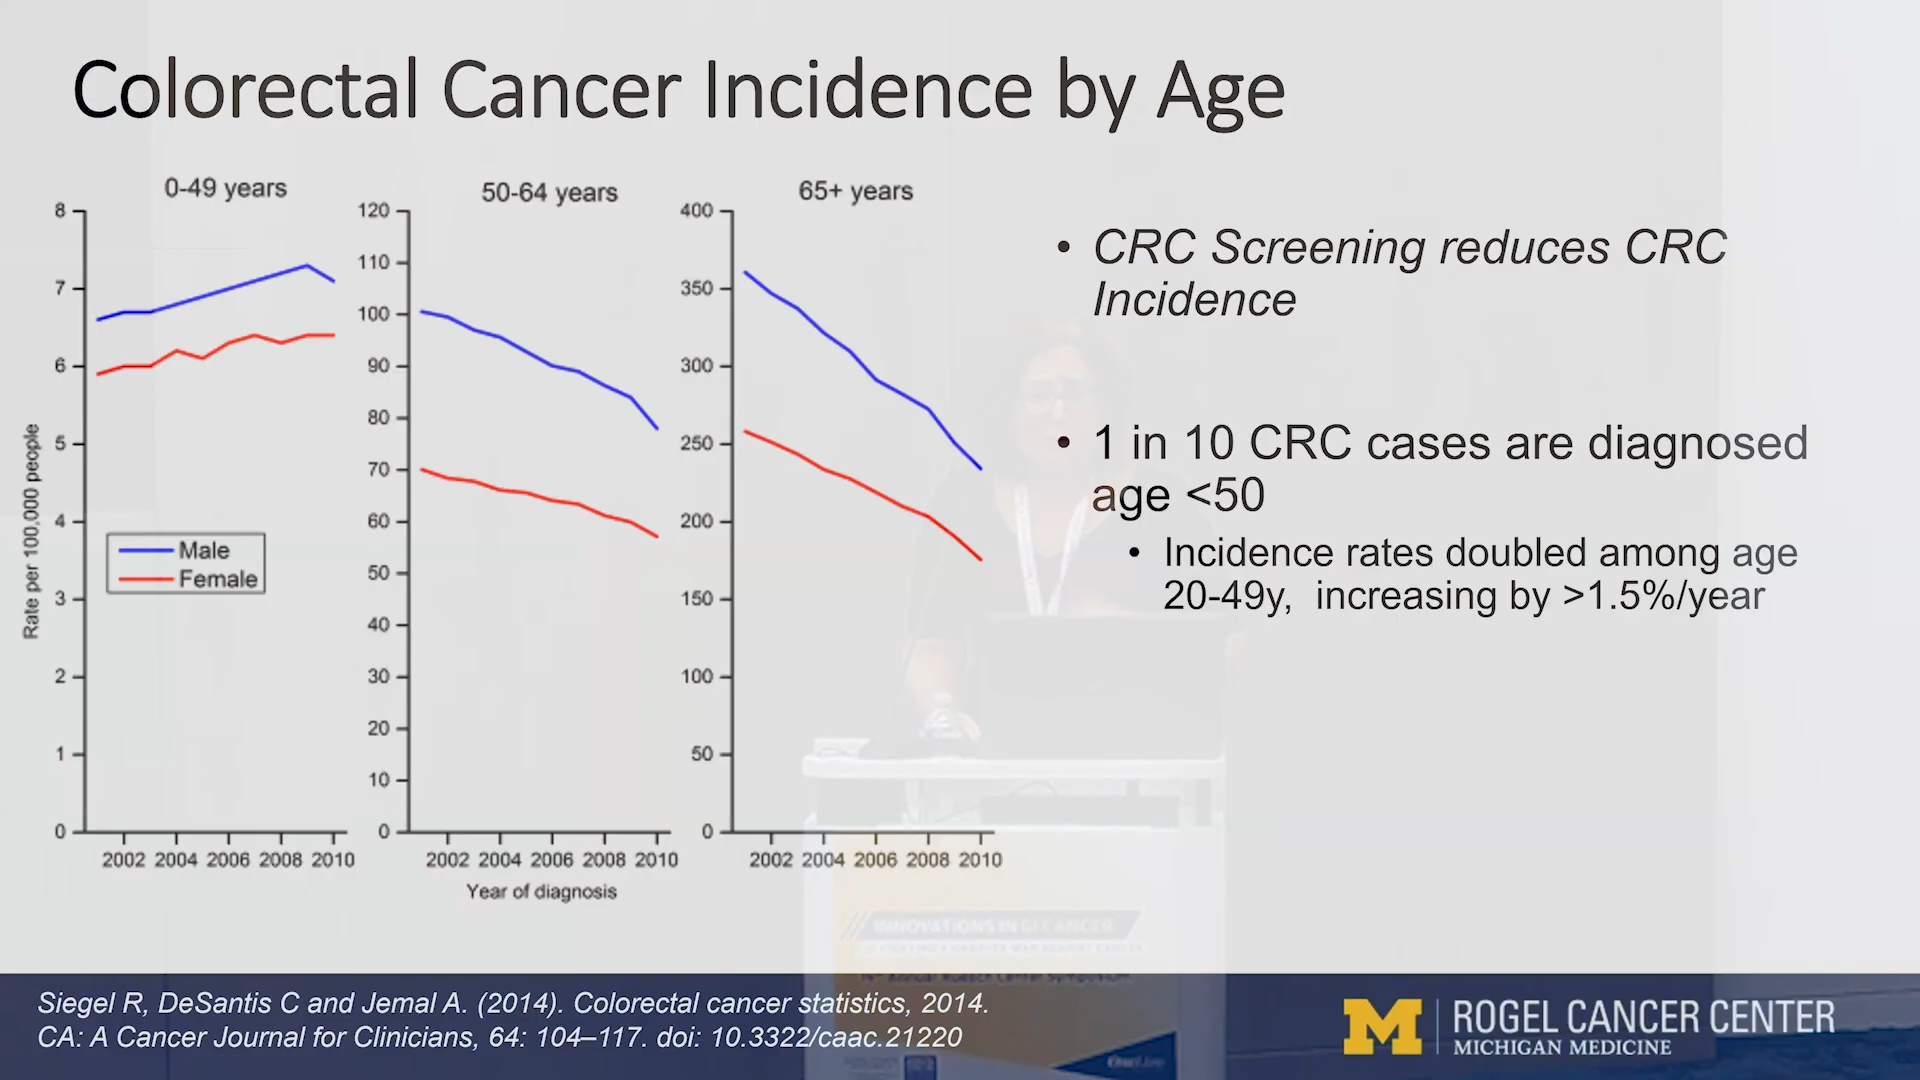 Colorectal Cancer Incidence by Age
0-49 years
50-64 years
65+ years
8
7
6
5
4
3
2
1
0
120
110
100
90
80
70
60
50
40
30
20
10
0
400
350
300
250
200
150
100
50
0
Rate per 100,000 people
Male
Female
2002 2004 2006 2008 2010
2002 2004 2006 2008 2010
2002 2004 2006 2008 2010
Year of diagnosis
• CRC Screening reduces CRC
Incidence
• 1 in 10 CRC cases are diagnosed
age <50
• Incidence rates doubled among age
20-49y, increasing by >1.5%/year
INNOVATIONS IN GI CANCER
Siegel R, DeSantis C and Jemal A. (2014). Colorectal cancer statistics, 2014.
CA: A Cancer Journal for Clinicians, 64: 104–117. doi: 10.3322/caac.21220
M
ROGEL CANCER CENTER
MICHIGAN MEDICINE